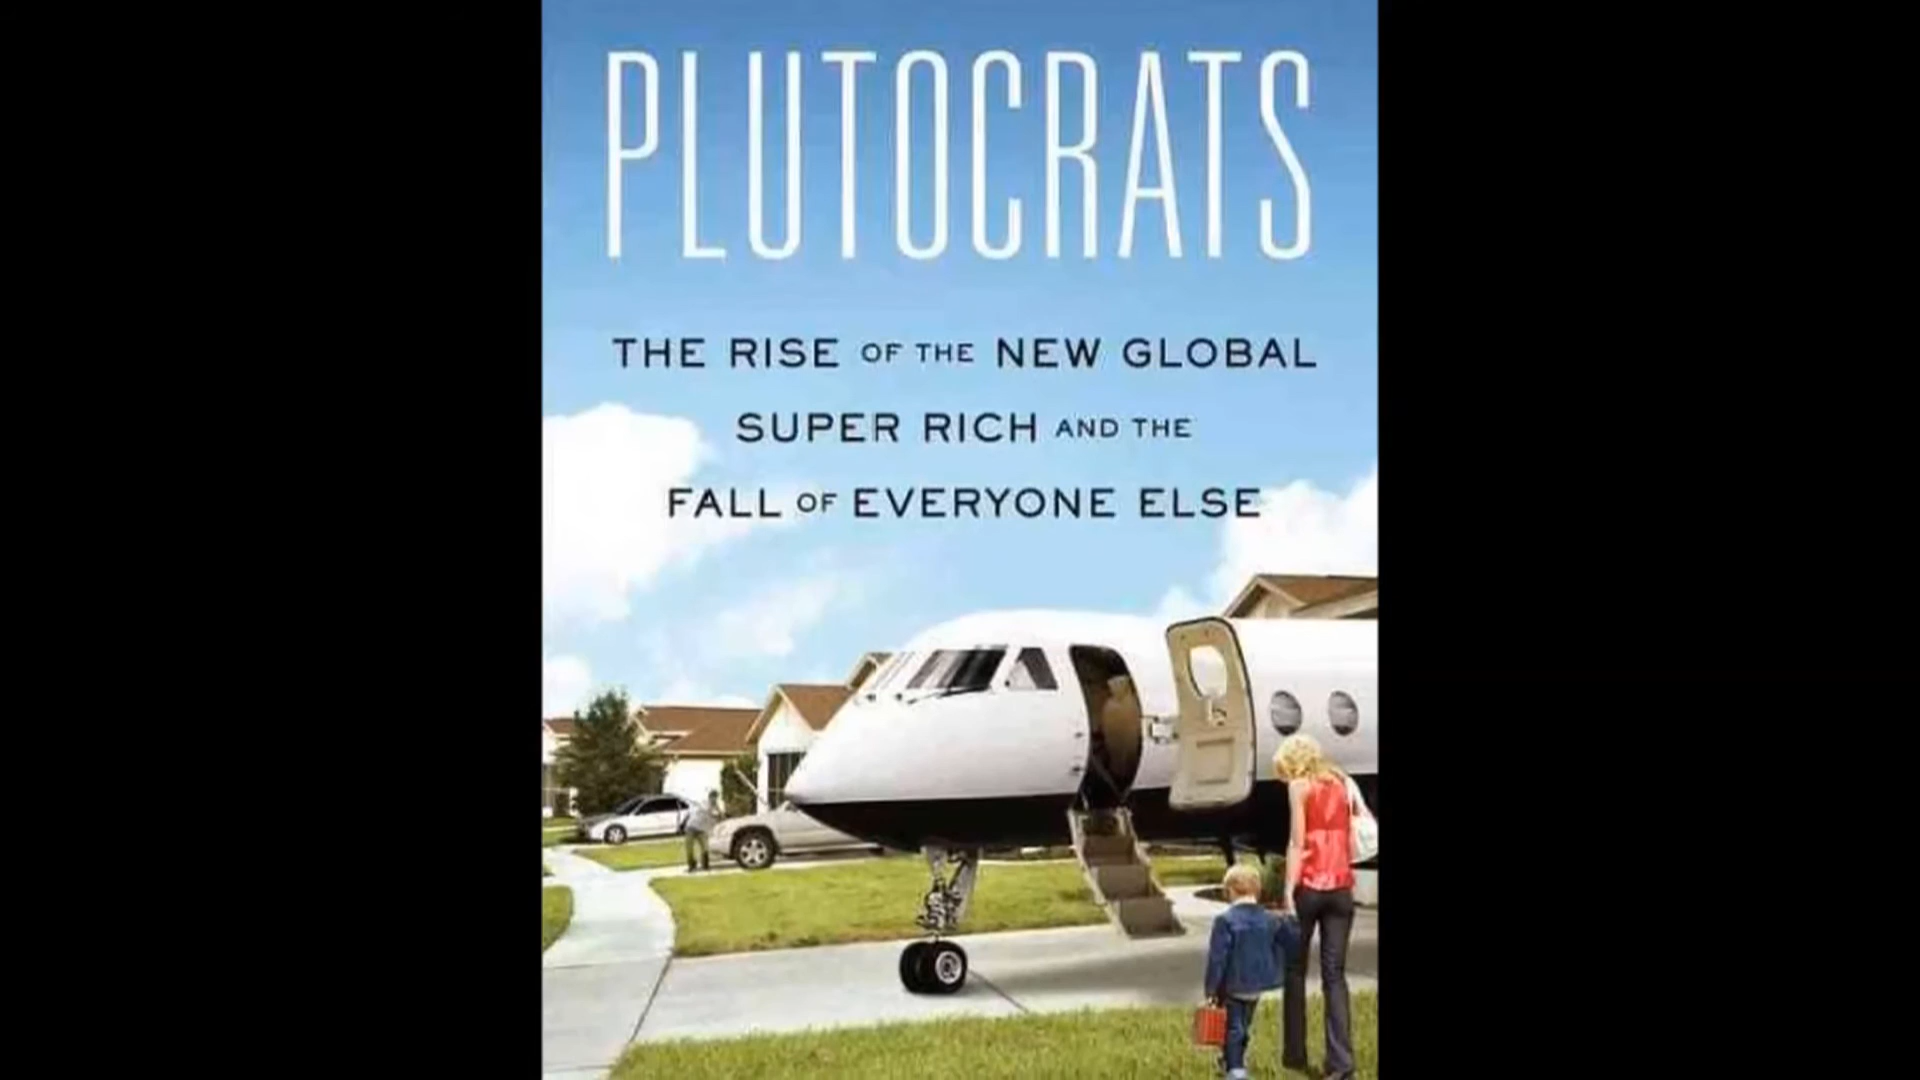 PLUTOCRATS
THE RISE OF THE NEW GLOBAL
SUPER RICH AND THE
FALL OF EVERYONE ELSE